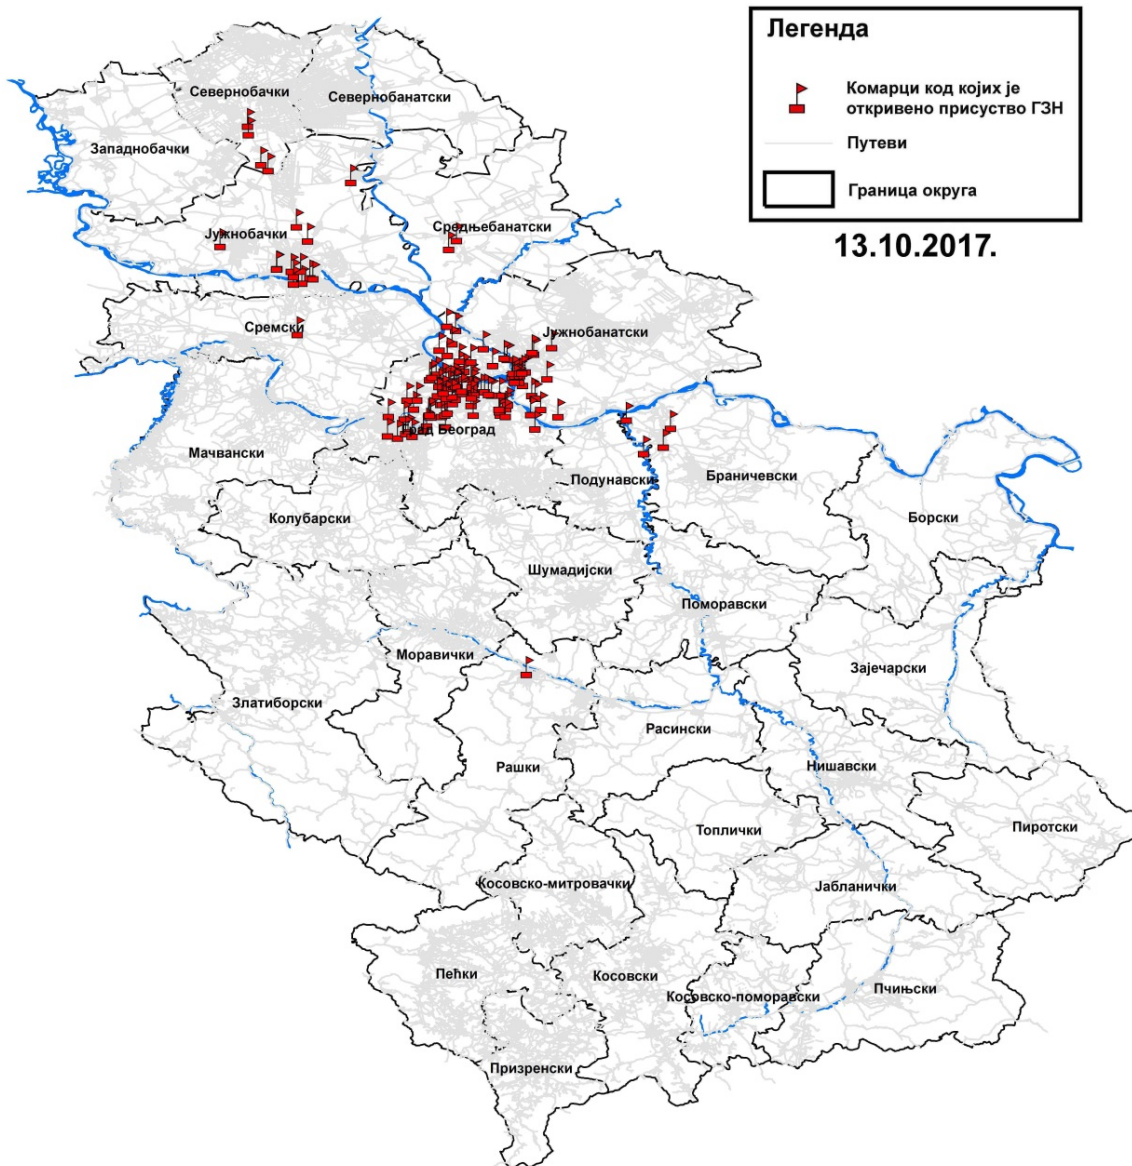 Легенда
Комарци код којих је
откривено присуство ГЗН
Путеви
Граница округа
13.10.2017.
Севернобачки
Севернобанатски
Западнобачки
Јужнобачки
Средњебанатски
Сремски
Јужнобанатски
Град Београд
Мачвански
Подунавски
Браничевски
Колубарски
Борски
Шумадијски
Поморавски
Моравички
Зајечарски
Златиборски
Расински
Рашки
Нишавски
Топлички
Пиротски
Косовско-митровачки
Јабланички
Пећки
Косовски
Косовско-поморавски
Пчињски
Призренски